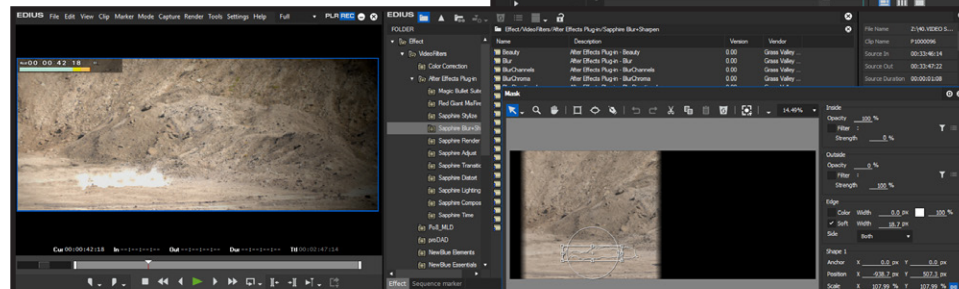 EDIUS File Edit View Clip Marker Mode Capture Render Tools Settings Help Full PLR REC
00 00 42 18
Cur 00:00:42:18 In --:--:--:-- Out --:--:--:-- Dur --:--:--:-- Ttl 00:02:47:14
EDIUS
FOLDER
Effect
VideoFilters
Color Correction
After Effects Plug-in
Magic Bullet Suite
Red Giant MisFire
Sapphire Stylize
Sapphire Blur+Sh
Sapphire Render
Sapphire Adjust
Sapphire Transitic
Sapphire Distort
Sapphire Lighting
Sapphire Compos
Sapphire Time
PoB_MLD
proDAD
NewBlue Elements
NewBlue Essentials
Effect Sequence marker
Effect/VideoFilters/After Effects Plug-in/Sapphire Blur+Sharpen
Name Description Version Vendor
Beauty After Effects Plug-in - Beauty 0.00 Grass Valley ...
Blur After Effects Plug-in - Blur 0.00 Grass Valley ...
BlurChannels After Effects Plug-in - BlurChannels 0.00 Grass Valley ...
BlurChroma After Effects Plug-in - BlurChroma 0.00 Grass Valley ...
File Name Z:\40.VIDEO S...
Clip Name P1000096
Source In 00:33:46:14
Source Out 00:33:47:22
Source Duration 00:00:01:08
Mask
14.49%
Inside
Opacity 100 %
Filter :
Strength 0 %
Outside
Opacity 0 %
Filter :
Strength 100 %
Edge
Color Width 0.0 px 100 %
Soft Width 18.7 px
Side Both
Shape 1
Anchor X 0.0 px Y 0.0 px
Position X -938.7 px Y 507.3 px
Scale X 107.99 % Y 107.99 %